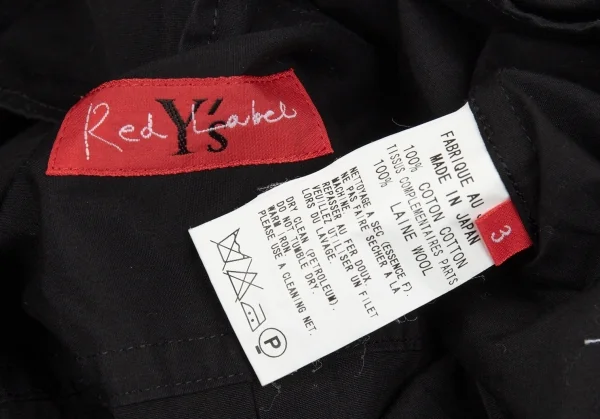 Red Label
Y's
FABRIQUE AU
MADE IN JAPAN
100% COTON COTTON
TISSUS COMPLEMENTAIRES PARTS
100% LAINE WOOL
NETTOYAGE A SEC (ESSENCE F).
NE PAS FAIRE SECHER A LA
MACHINE.
REPASSER AU FER DOUX.
VEUILLEZ UTILISER UN FILET
LORS DU LAVAGE.
DRY CLEAN (PETROLEUM).
DO NOT TUMBLE DRY.
WARM IRON.
PLEASE USE A CLEANING NET.
P
3